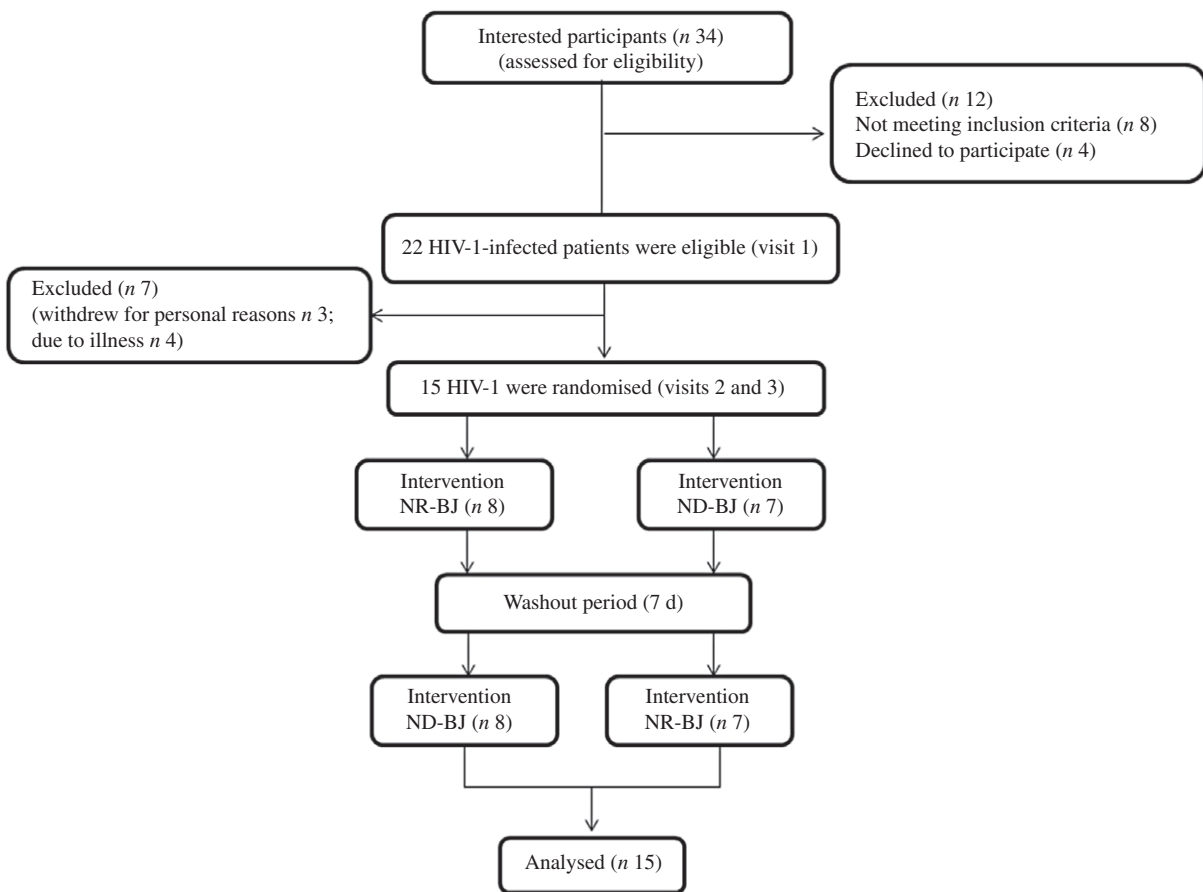 Interested participants (n 34)
(assessed for eligibility)
Excluded (n 12)
Not meeting inclusion criteria (n 8)
Declined to participate (n 4)
22 HIV-1-infected patients were eligible (visit 1)
Excluded (n 7)
(withdrew for personal reasons n 3;
due to illness n 4)
15 HIV-1 were randomised (visits 2 and 3)
Intervention
NR-BJ (n 8)
Intervention
ND-BJ (n 7)
Washout period (7 d)
Intervention
ND-BJ (n 8)
Intervention
NR-BJ (n 7)
Analysed (n 15)